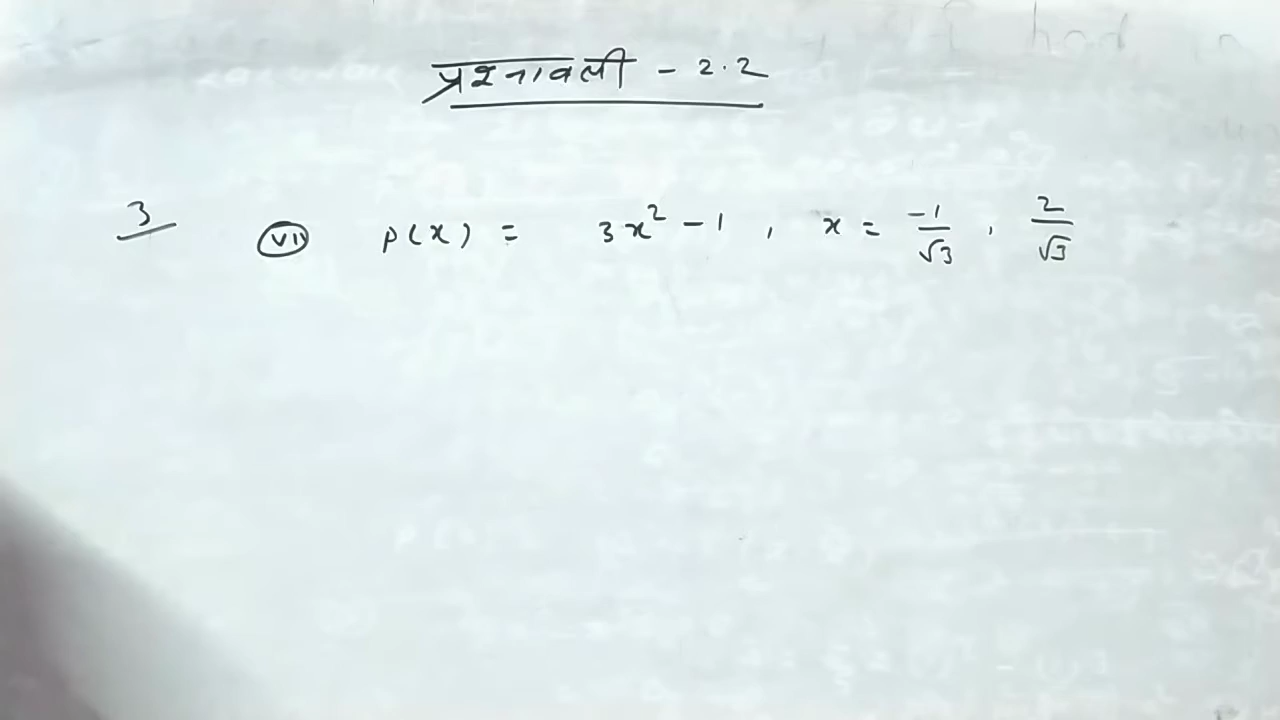 प्रश्नावली - 2.2
3 (vii) p(x) = 3x² - 1 , x = -1/√3 , 2/√3